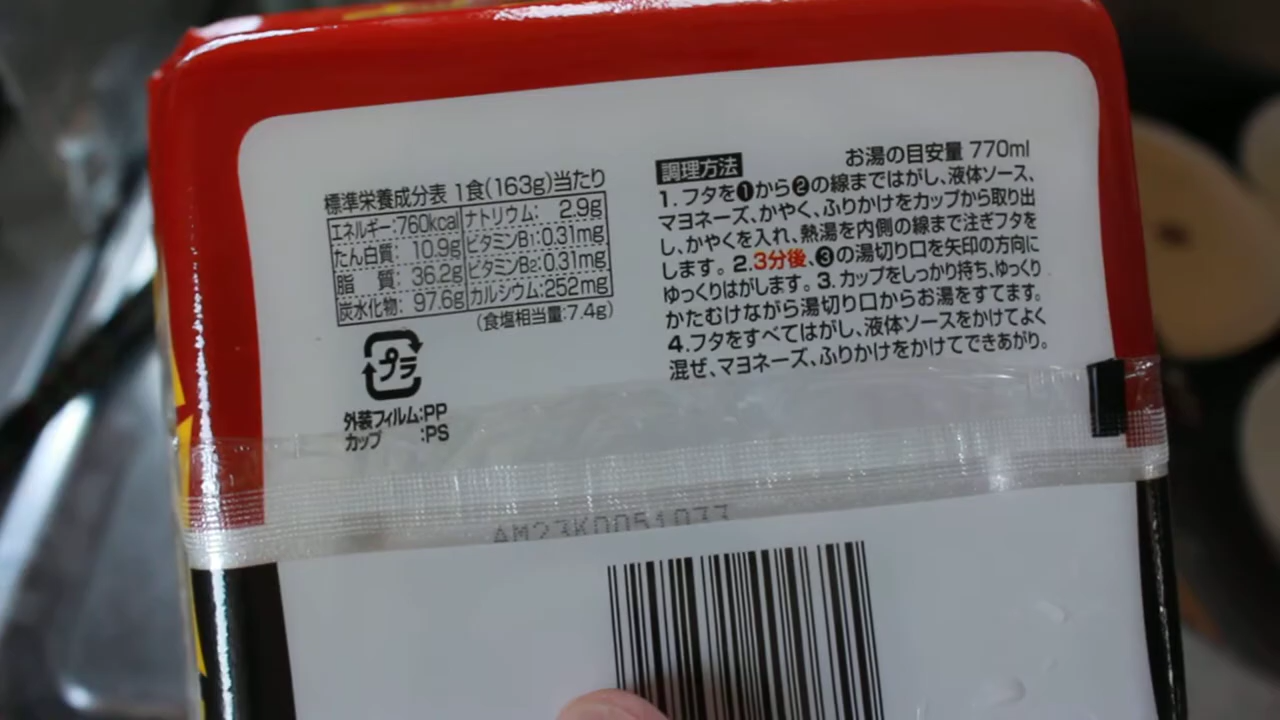 標準栄養成分表 1食(163g)当たり
エネルギー:760kcal ナトリウム: 2.9g
たん白質: 10.9g ビタミンB1:0.31mg
脂 質: 36.2g ビタミンB2:0.31mg
炭水化物: 97.6g カルシウム:252mg
(食塩相当量:7.4g)
プラ
外装フィルム:PP
カップ :PS
調理方法 お湯の目安量 770ml
1.フタを❶から❷の線まではがし、液体ソース、
マヨネーズ、かやく、ふりかけをカップから取り出
し、かやくを入れ、熱湯を内側の線まで注ぎフタを
します。2.3分後、❸の湯切り口を矢印の方向に
ゆっくりはがします。3.カップをしっかり持ち、ゆっくり
かたむけながら湯切り口からお湯をすてます。
4.フタをすべてはがし、液体ソースをかけてよく
混ぜ、マヨネーズ、ふりかけをかけてできあがり。